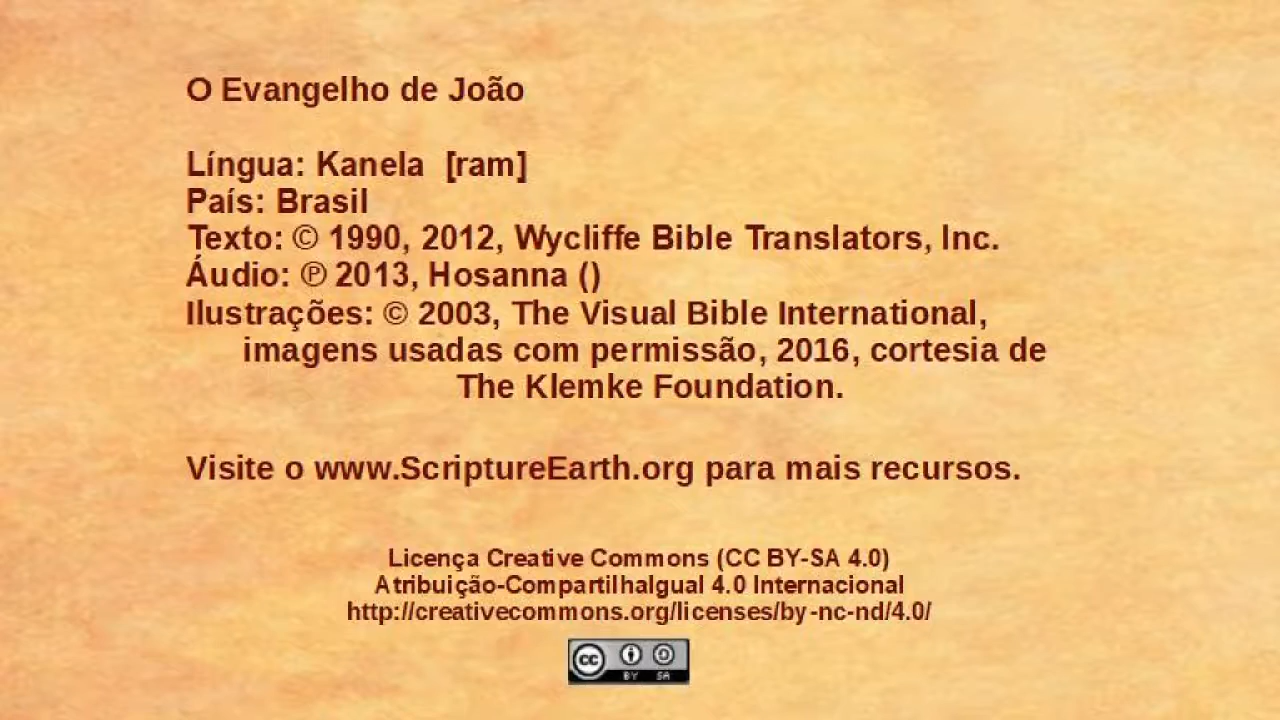 O Evangelho de João
Língua: Kanela [ram]
País: Brasil
Texto: © 1990, 2012, Wycliffe Bible Translators, Inc.
Áudio: ℗ 2013, Hosanna ()
Ilustrações: © 2003, The Visual Bible International,
imagens usadas com permissão, 2016, cortesia de
The Klemke Foundation.
Visite o www.ScriptureEarth.org para mais recursos.
Licença Creative Commons (CC BY-SA 4.0)
Atribuição-CompartilhaIgual 4.0 Internacional
http://creativecommons.org/licenses/by-nc-nd/4.0/
cc BY SA